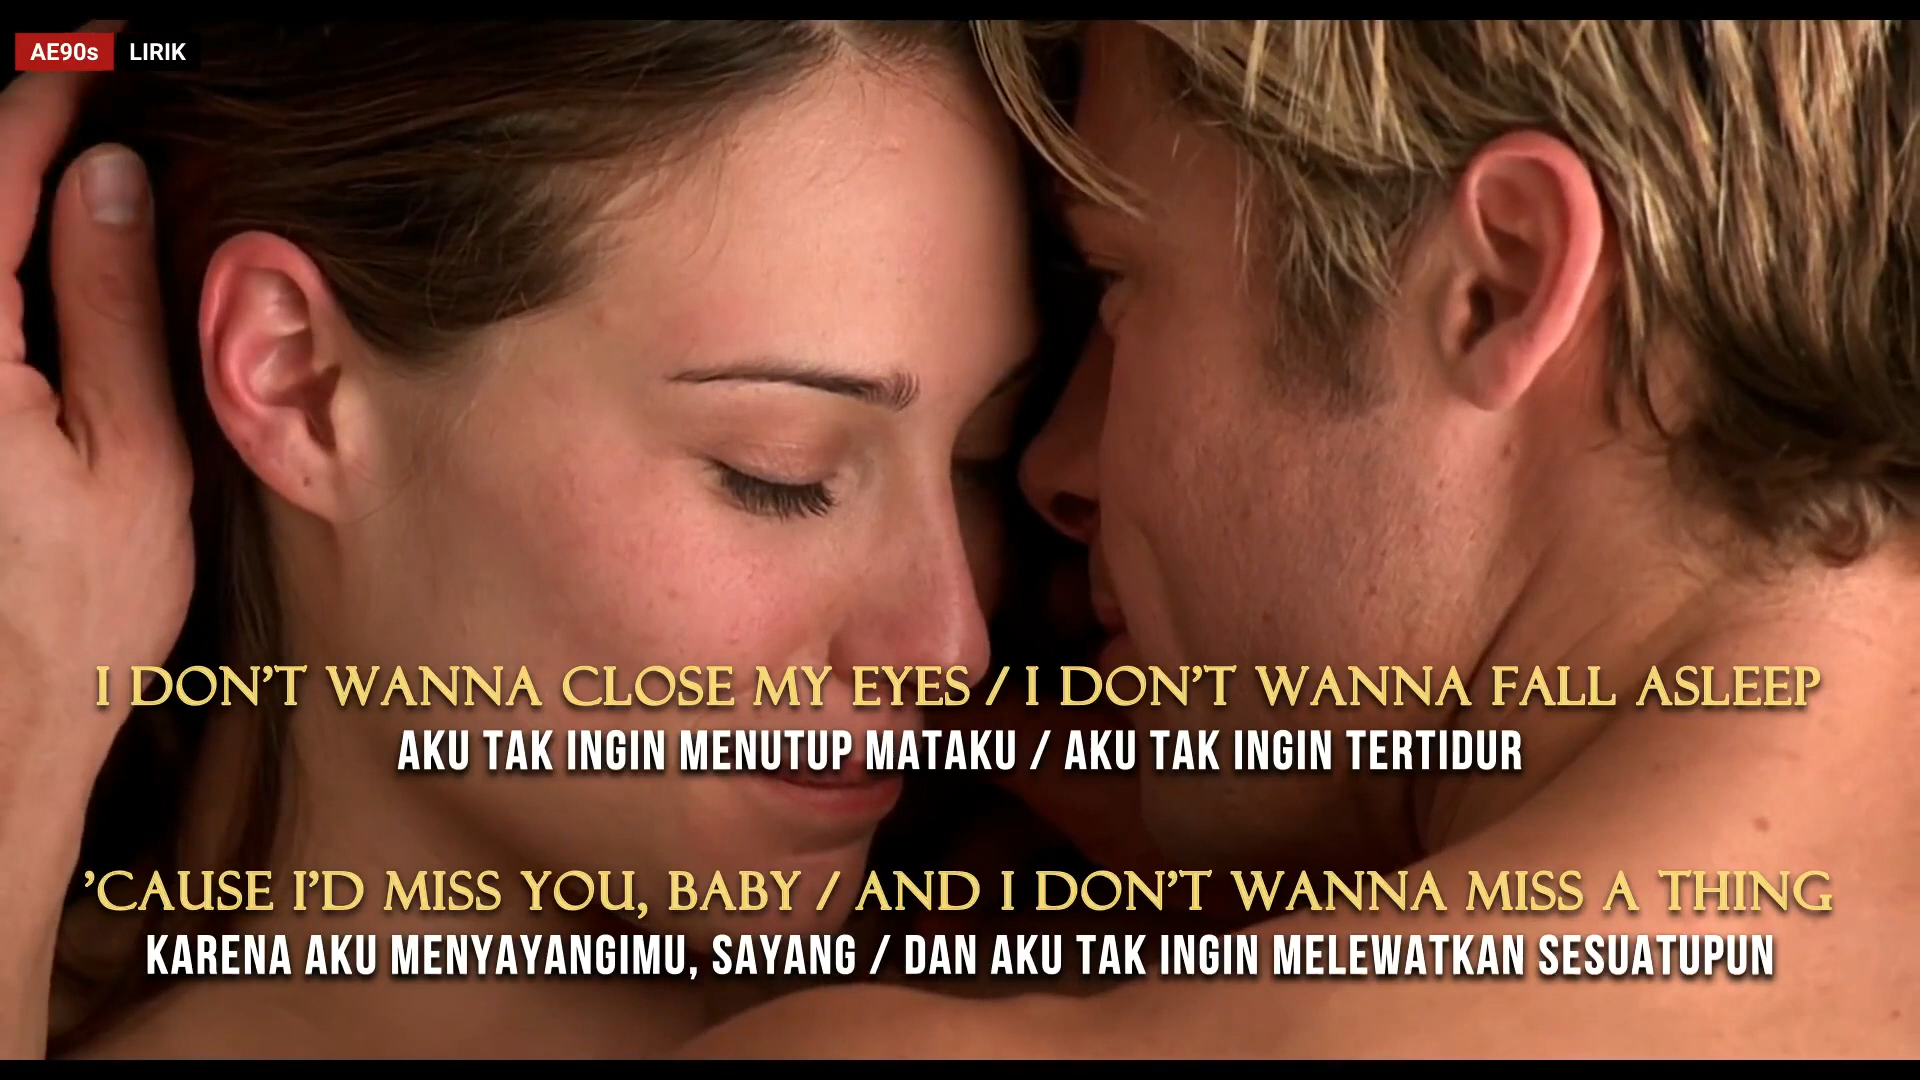 AE90s LIRIK
I DON'T WANNA CLOSE MY EYES / I DON'T WANNA FALL ASLEEP
AKU TAK INGIN MENUTUP MATAKU / AKU TAK INGIN TERTIDUR
'CAUSE I'D MISS YOU, BABY / AND I DON'T WANNA MISS A THING
KARENA AKU MENYAYANGIMU, SAYANG / DAN AKU TAK INGIN MELEWATKAN SESUATUPUN